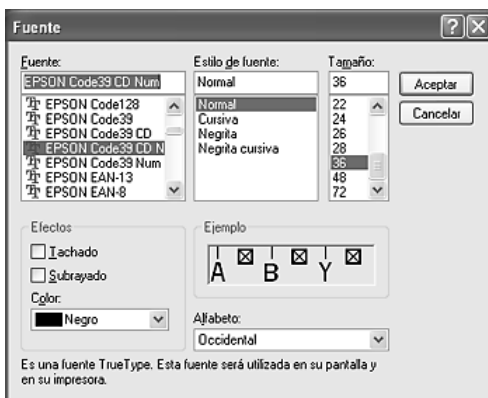 Fuente
Fuente:
EPSON Code39 CD Num
EPSON Code128
EPSON Code39
EPSON Code39 CD
EPSON Code39 CD N
EPSON Code39 Num
EPSON EAN-13
EPSON EAN-8
Estilo de fuente:
Normal
Normal
Cursiva
Negrita
Negrita cursiva
Tamaño:
36
22
24
26
28
36
48
72
Aceptar
Cancelar
Efectos
Tachado
Subrayado
Color:
Negro
Ejemplo
A B Y
Alfabeto:
Occidental
Es una fuente TrueType. Esta fuente será utilizada en su pantalla y
en su impresora.